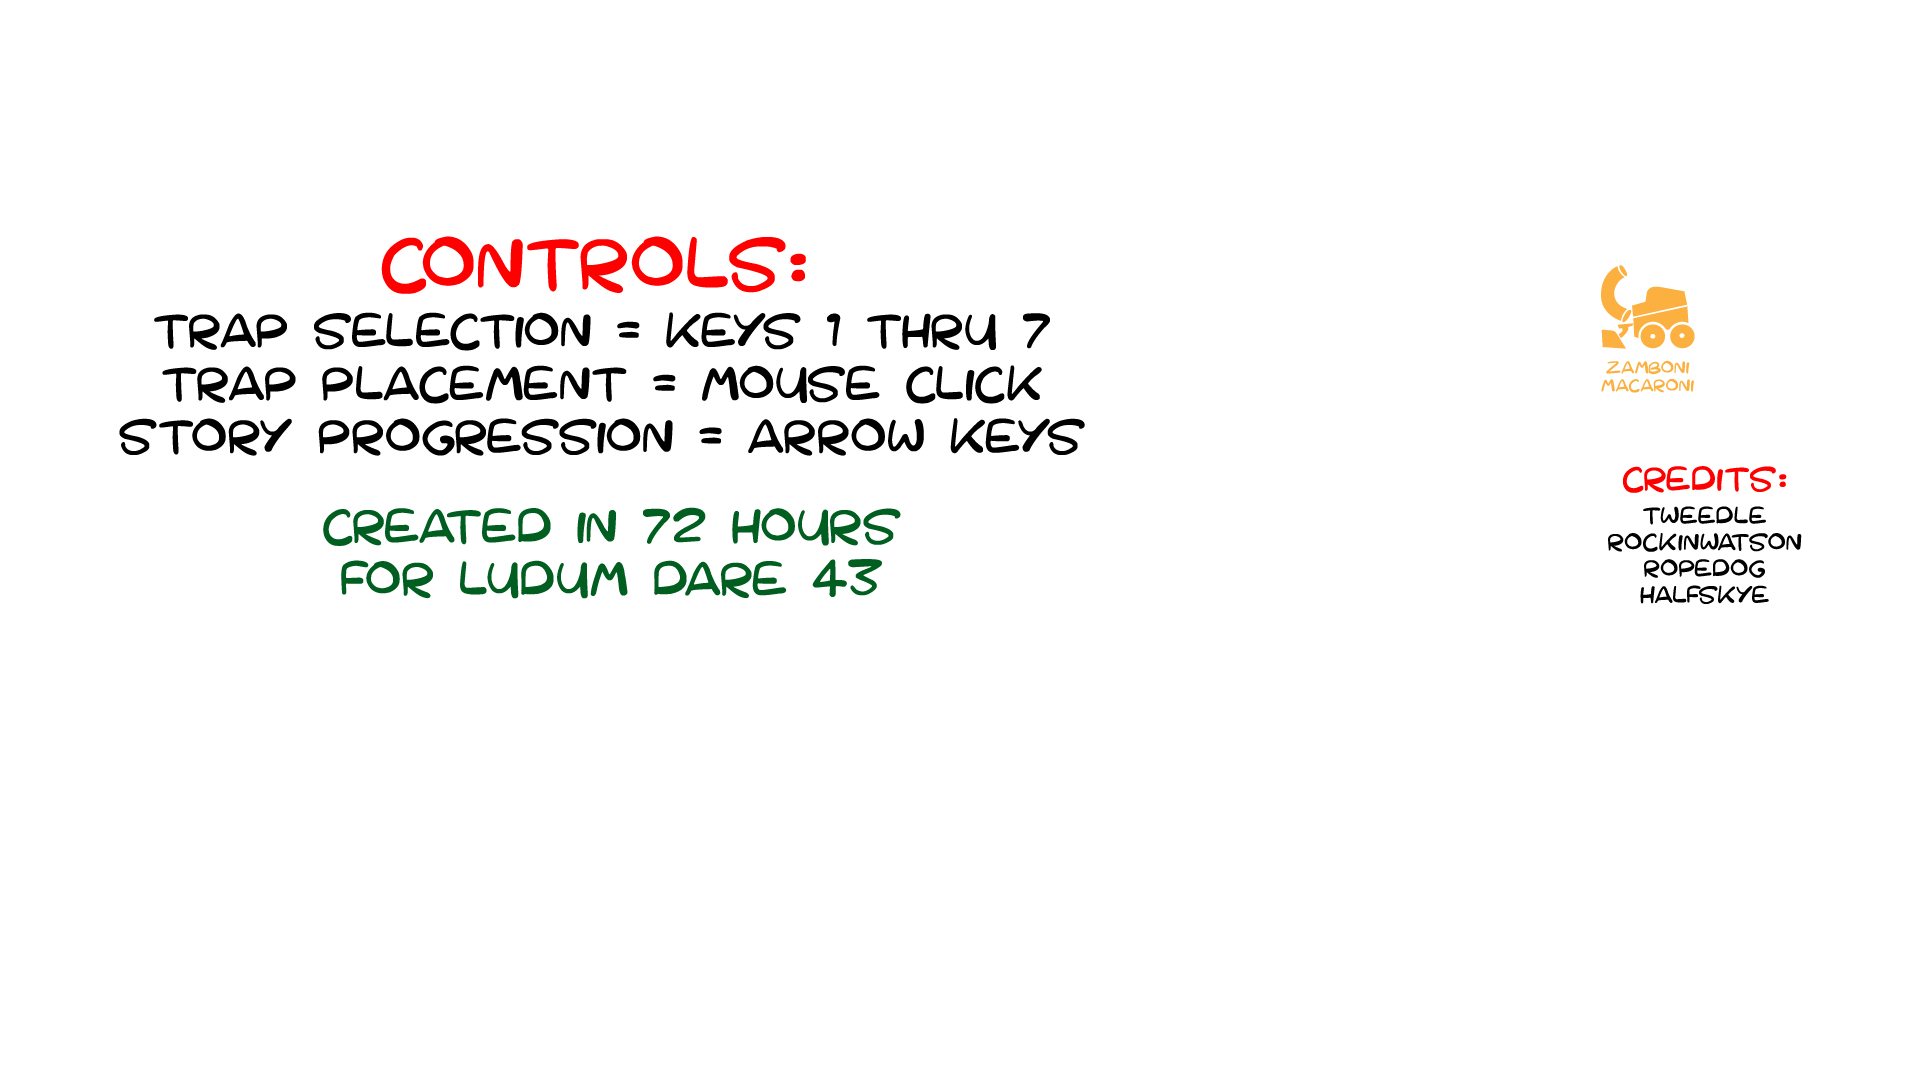 CONTROLS:
TRAP SELECTION = KEYS 1 THRU 7
TRAP PLACEMENT = MOUSE CLICK
STORY PROGRESSION = ARROW KEYS
CREATED IN 72 HOURS
FOR LUDUM DARE 43
ZAMBONI
MACARONI
CREDITS:
TWEEDLE
ROCKINWATSON
ROPEDOG
HALFSKYE